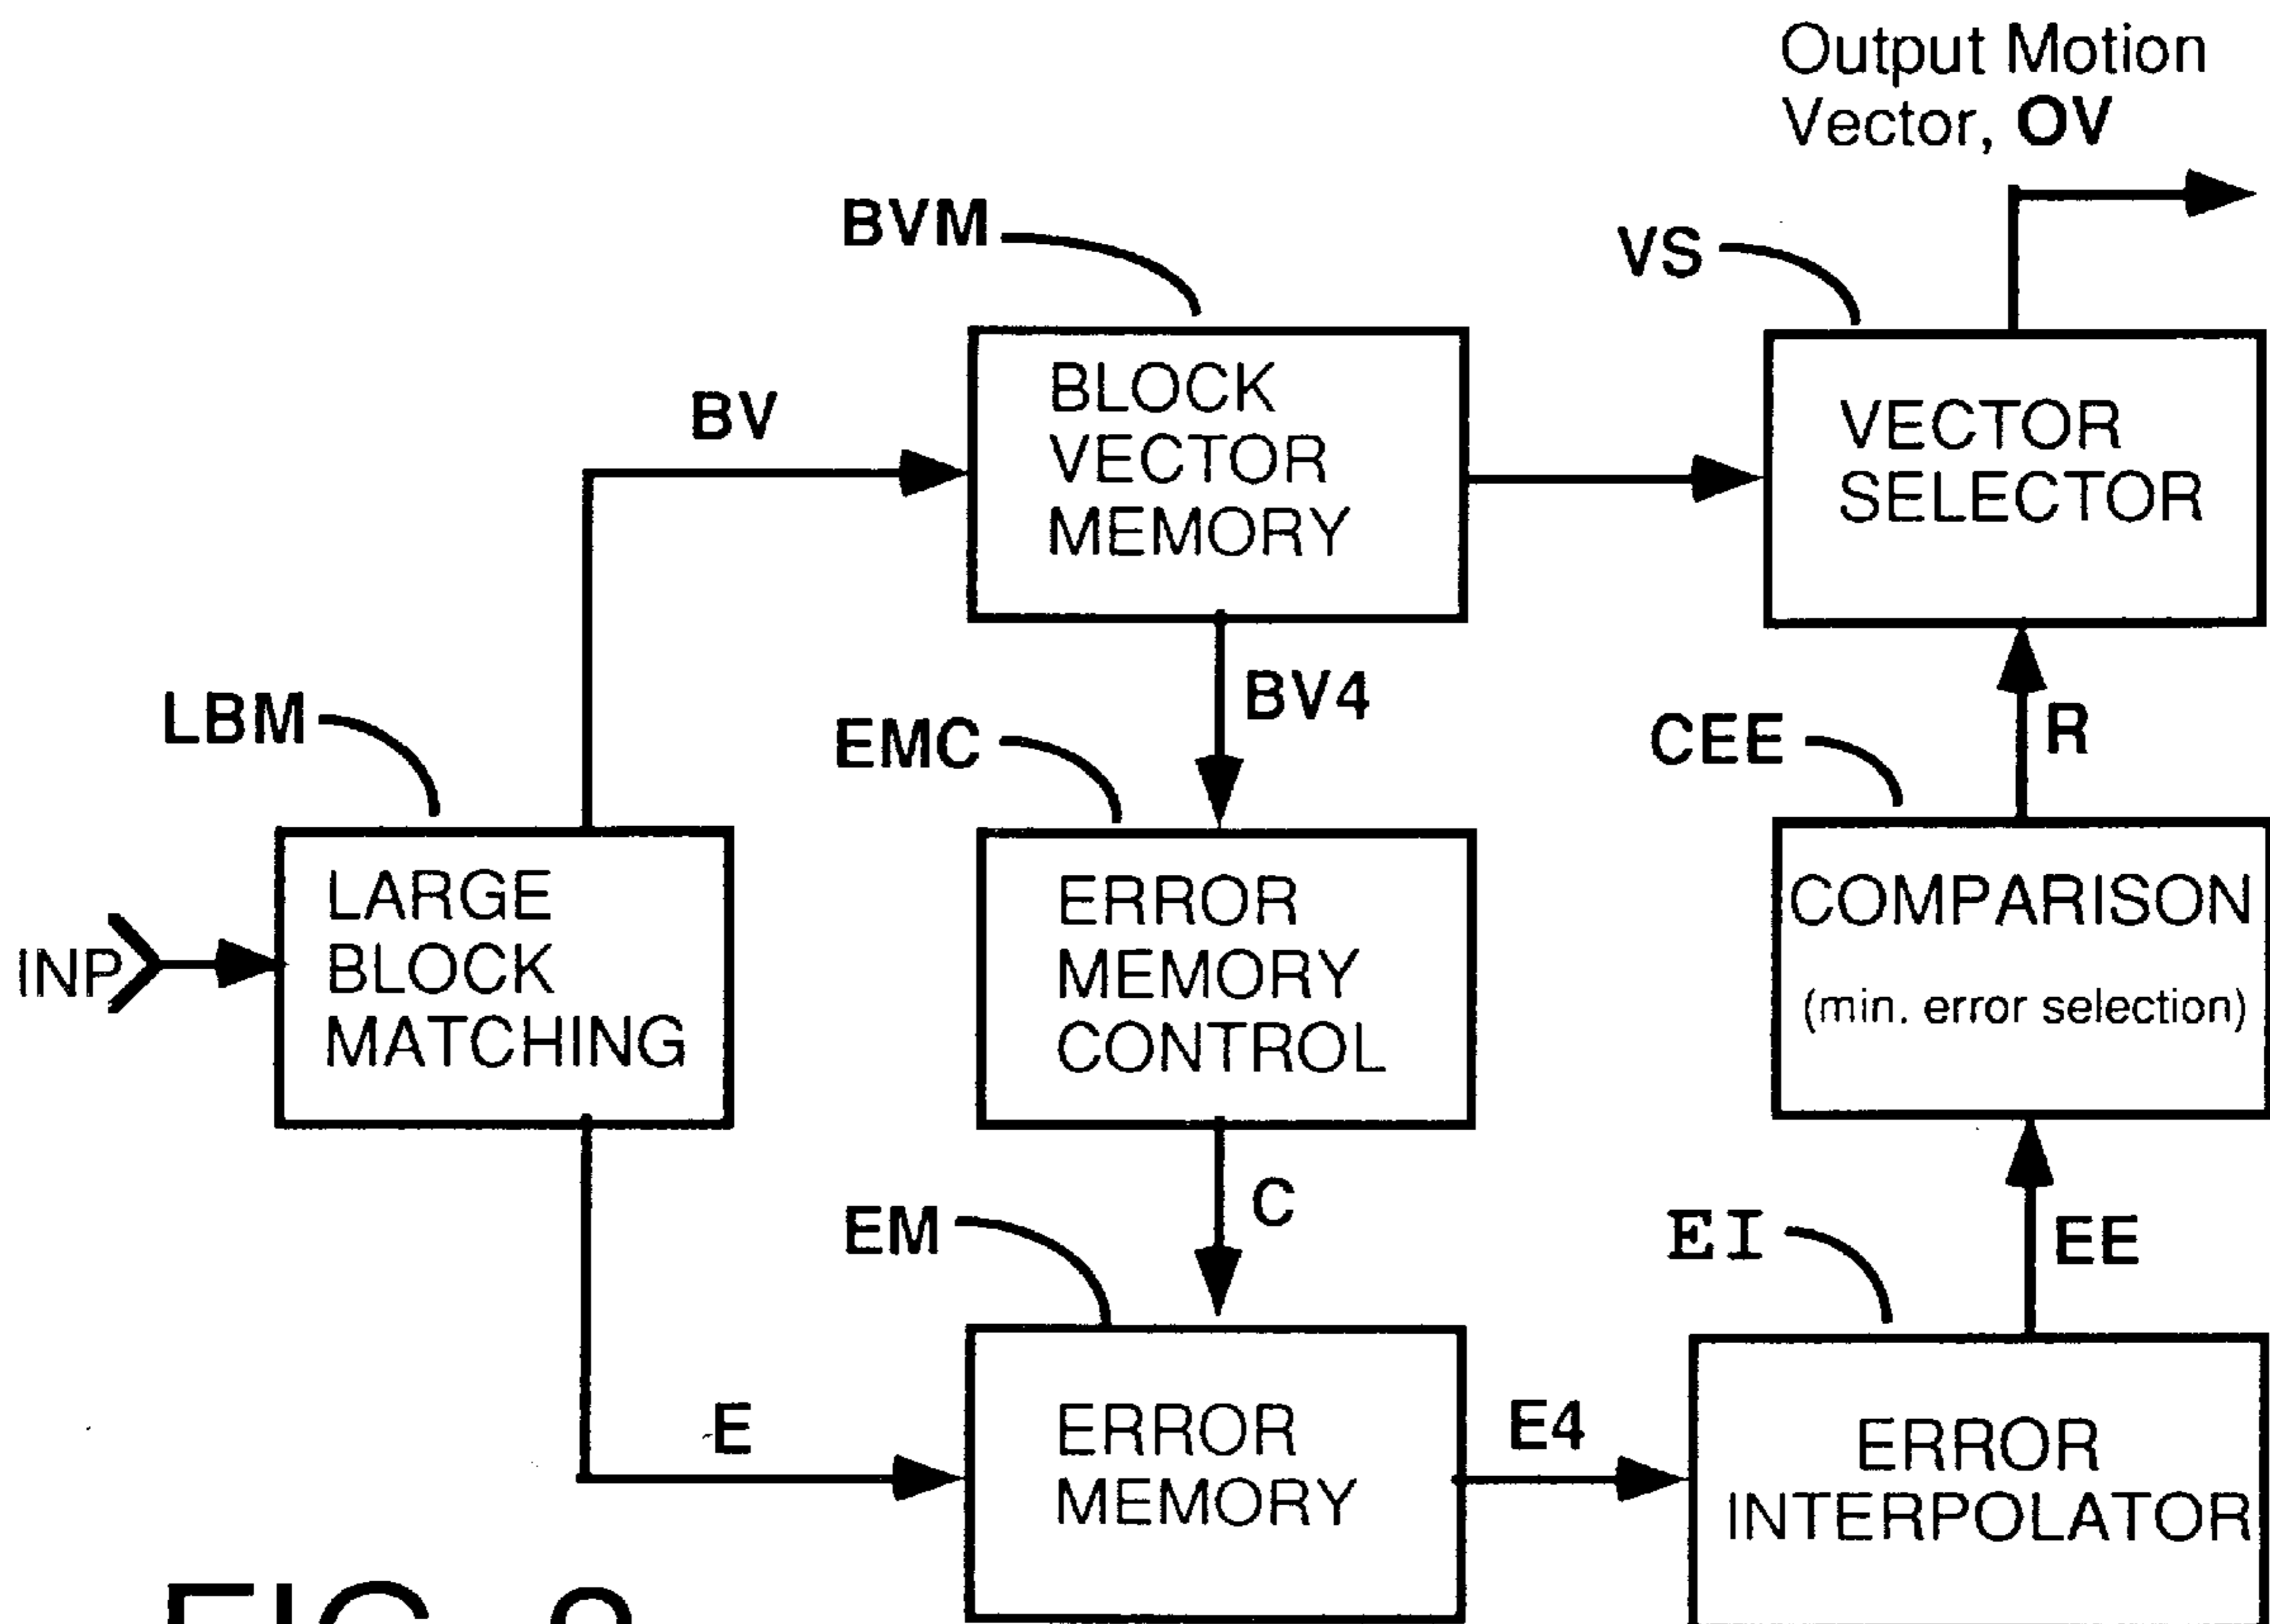 Output Motion
Vector, OV
BVM
VS
BLOCK
VECTOR
MEMORY
VECTOR
SELECTOR
BV
LBM
BV4
EMC
CEE
R
INP
LARGE
BLOCK
MATCHING
ERROR
MEMORY
CONTROL
COMPARISON
(min. error selection)
EM
C
EI
EE
E
ERROR
MEMORY
E4
ERROR
INTERPOLATOR